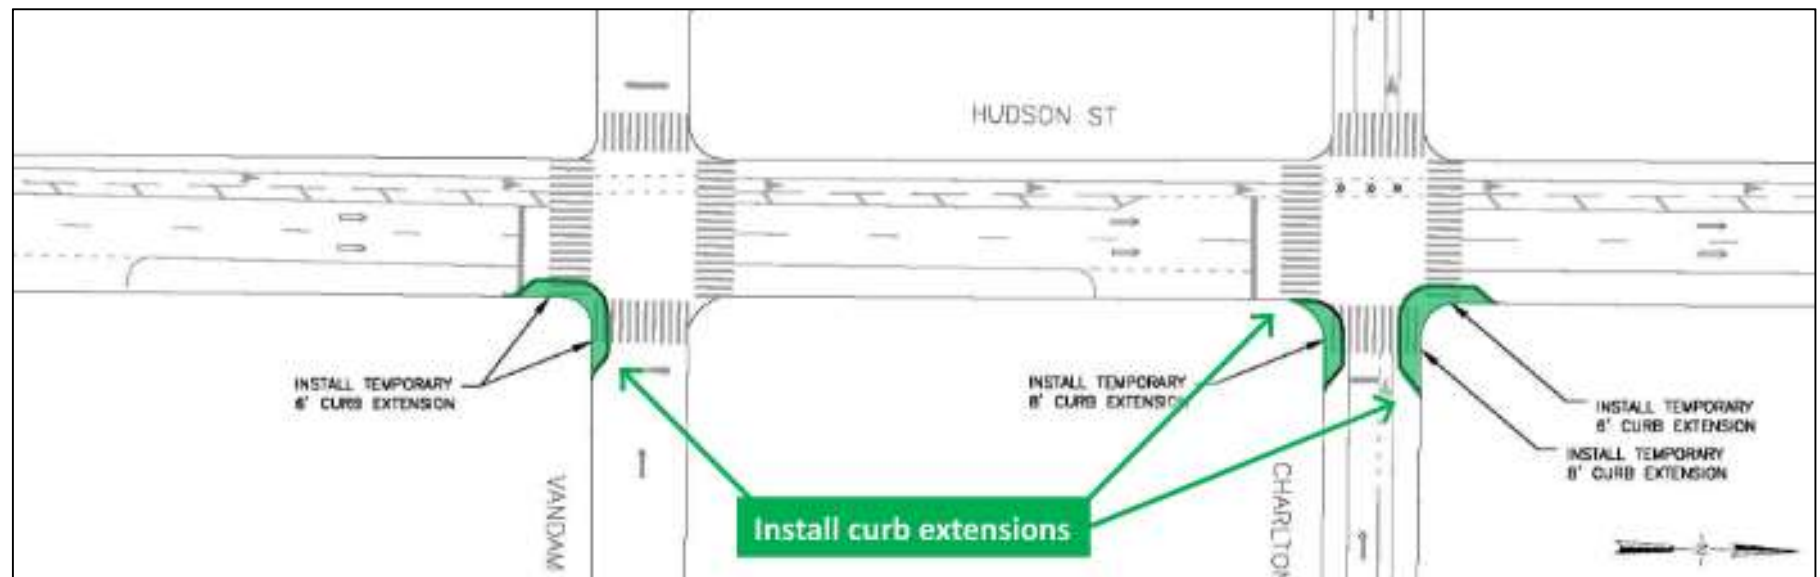 HUDSON ST
INSTALL TEMPORARY
6' CURB EXTENSION
INSTALL TEMPORARY
8' CURB EXTENSION
INSTALL TEMPORARY
6' CURB EXTENSION
INSTALL TEMPORARY
8' CURB EXTENSION
VANDAM
CHARLTON
Install curb extensions